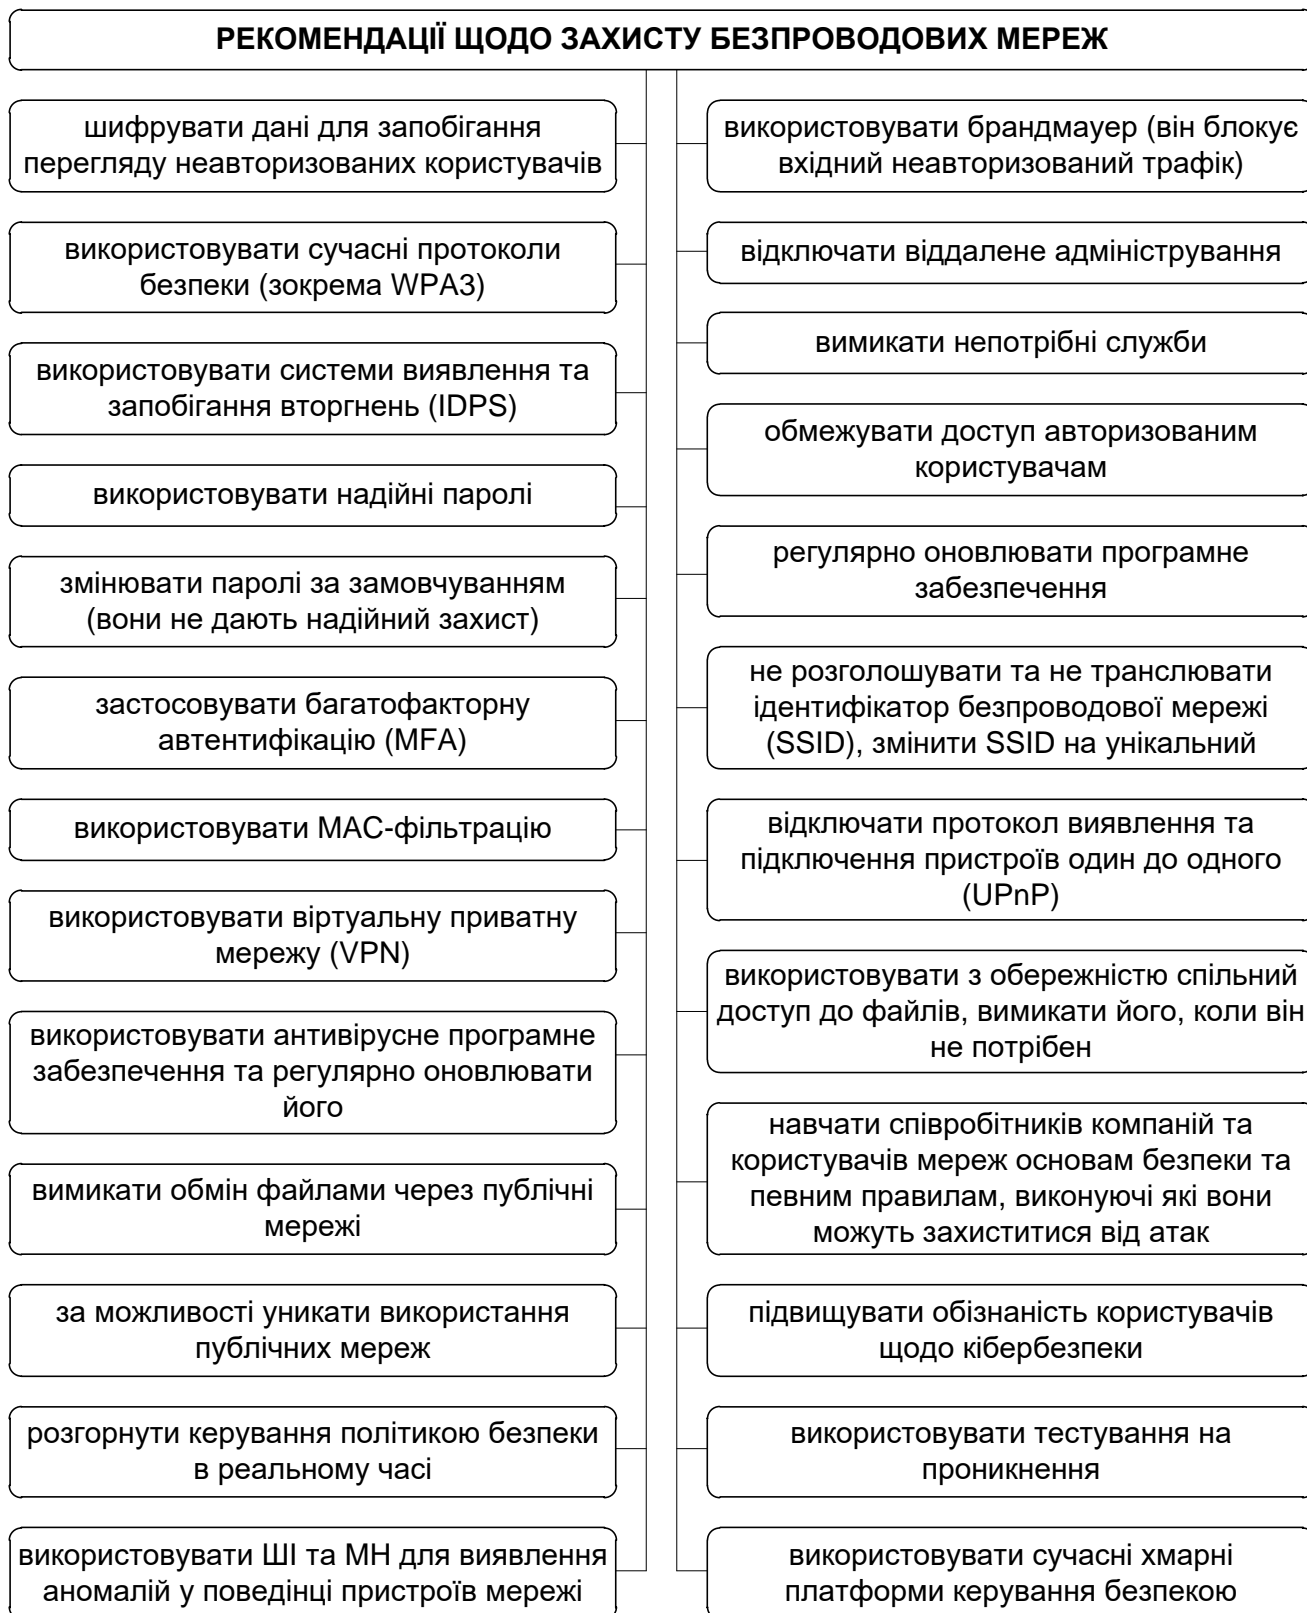 РЕКОМЕНДАЦІЇ ЩОДО ЗАХИСТУ БЕЗПРОВОДОВИХ МЕРЕЖ
шифрувати дані для запобігання
перегляду неавторизованих користувачів
використовувати сучасні протоколи
безпеки (зокрема WPA3)
використовувати системи виявлення та
запобігання вторгнень (IDPS)
використовувати надійні паролі
змінювати паролі за замовчуванням
(вони не дають надійний захист)
застосовувати багатофакторну
автентифікацію (MFA)
використовувати MAC-фільтрацію
використовувати віртуальну приватну
мережу (VPN)
використовувати антивірусне програмне
забезпечення та регулярно оновлювати
його
вимикати обмін файлами через публічні
мережі
за можливості уникати використання
публічних мереж
розгорнути керування політикою безпеки
в реальному часі
використовувати ШІ та МН для виявлення
аномалій у поведінці пристроїв мережі
використовувати брандмауер (він блокує
вхідний неавторизований трафік)
відключати віддалене адміністрування
вимикати непотрібні служби
обмежувати доступ авторизованим
користувачам
регулярно оновлювати програмне
забезпечення
не розголошувати та не транслювати
ідентифікатор безпроводової мережі
(SSID), змінити SSID на унікальний
відключати протокол виявлення та
підключення пристроїв один до одного
(UPnP)
використовувати з обережністю спільний
доступ до файлів, вимикати його, коли він
не потрібен
навчати співробітників компаній та
користувачів мереж основам безпеки та
певним правилам, виконуючі які вони
можуть захиститися від атак
підвищувати обізнаність користувачів
щодо кібербезпеки
використовувати тестування на
проникнення
використовувати сучасні хмарні
платформи керування безпекою